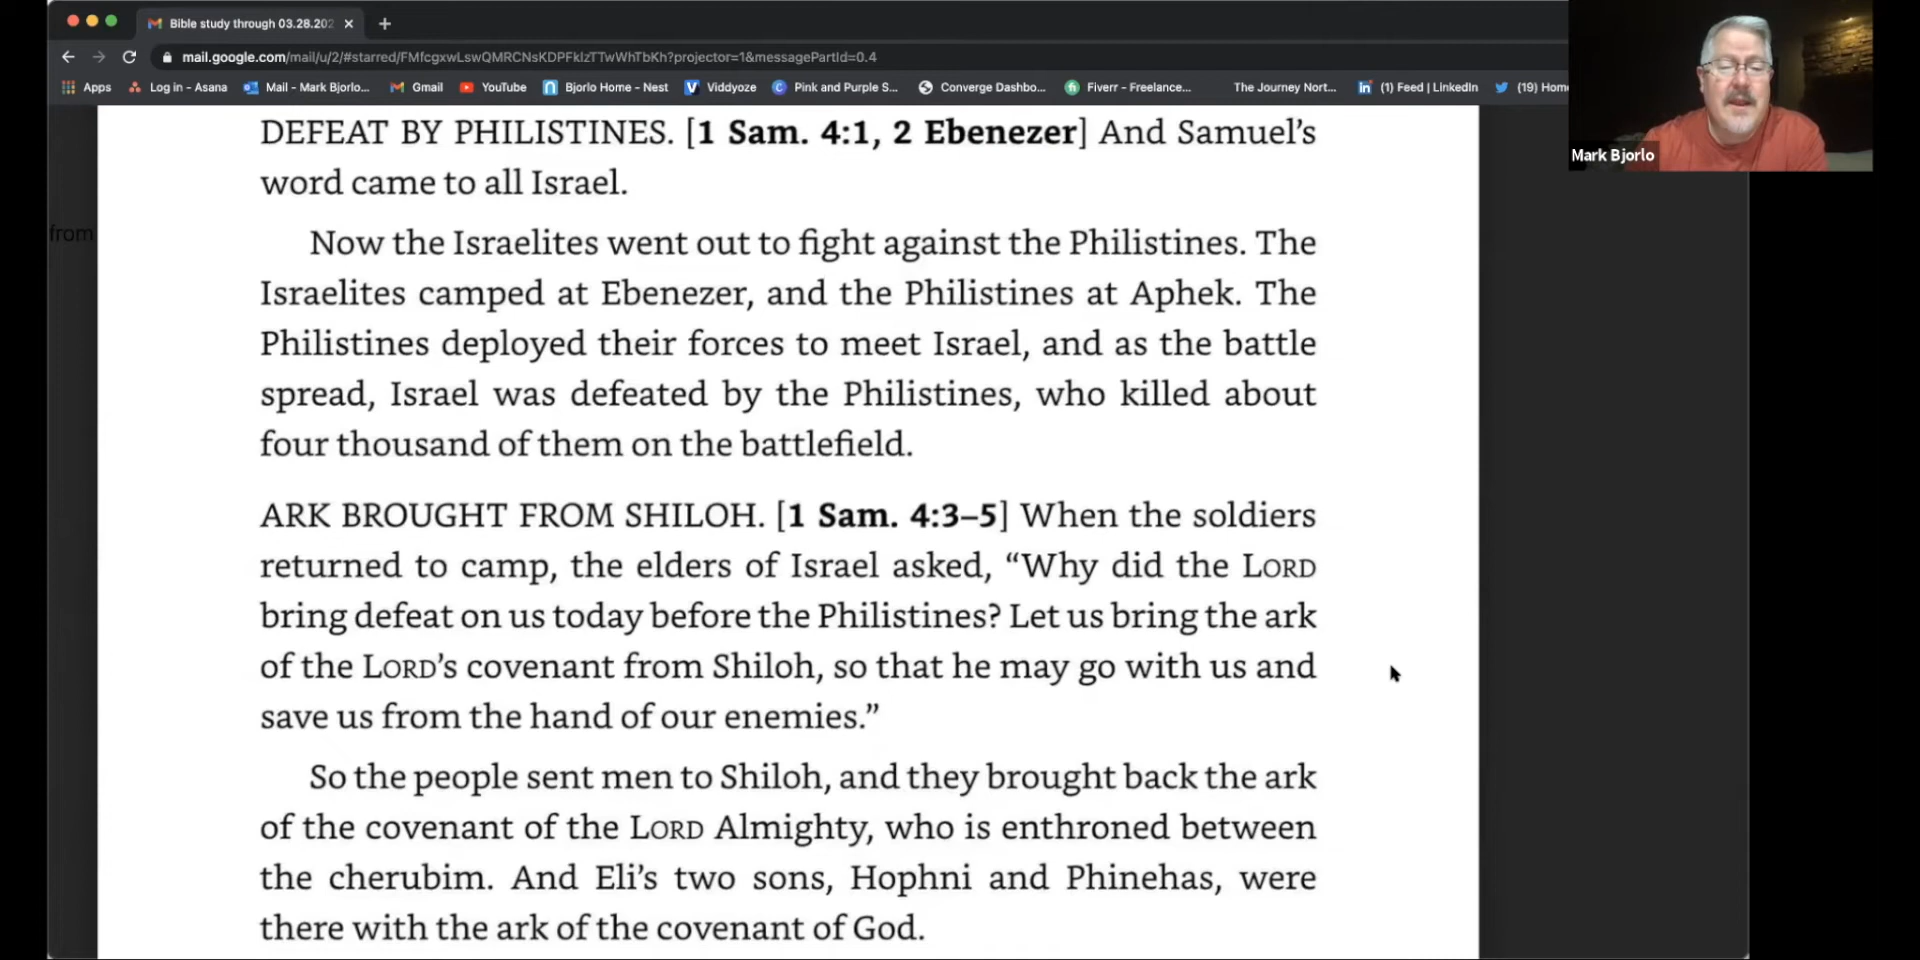 Bible study through 03.28.202
mail.google.com/mail/u/2/#starred/FMfcgxwLswQMRCNsKDPFklzTTwWhTbKh?projector=1&messagePartId=0.4
Apps Log in - Asana Mail - Mark Bjorlo... Gmail YouTube Bjorlo Home - Nest Viddyoze Pink and Purple S... Converge Dashbo... Fiverr - Freelance... The Journey Nort... (1) Feed | LinkedIn (19) Home
Mark Bjorlo
from
DEFEAT BY PHILISTINES. [1 Sam. 4:1, 2 Ebenezer] And Samuel’s
word came to all Israel.
Now the Israelites went out to fight against the Philistines. The
Israelites camped at Ebenezer, and the Philistines at Aphek. The
Philistines deployed their forces to meet Israel, and as the battle
spread, Israel was defeated by the Philistines, who killed about
four thousand of them on the battlefield.
ARK BROUGHT FROM SHILOH. [1 Sam. 4:3–5] When the soldiers
returned to camp, the elders of Israel asked, “Why did the LORD
bring defeat on us today before the Philistines? Let us bring the ark
of the LORD’s covenant from Shiloh, so that he may go with us and
save us from the hand of our enemies.”
So the people sent men to Shiloh, and they brought back the ark
of the covenant of the LORD Almighty, who is enthroned between
the cherubim. And Eli’s two sons, Hophni and Phinehas, were
there with the ark of the covenant of God.